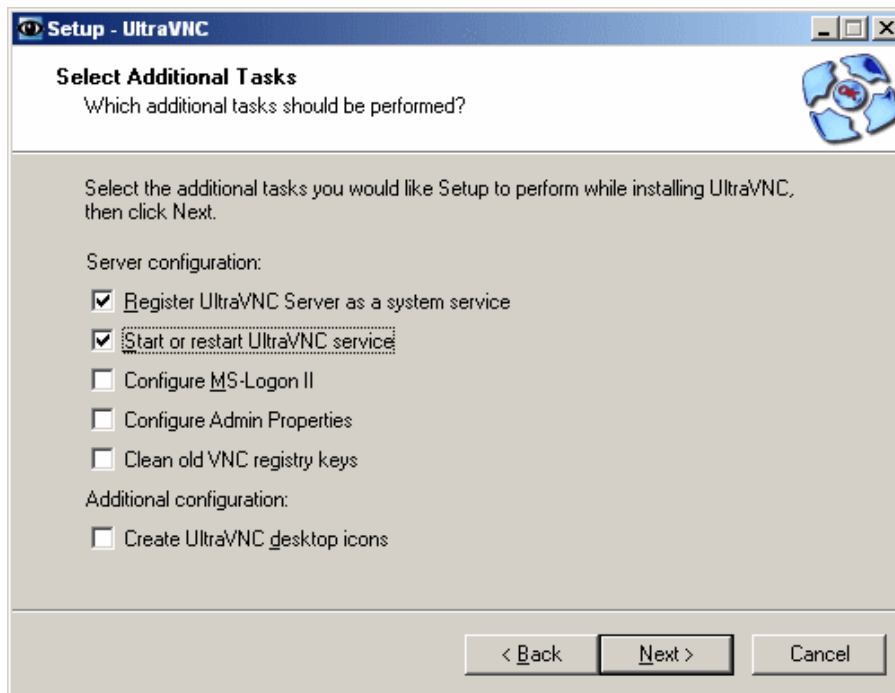 Setup - UltraVNC
Select Additional Tasks
Which additional tasks should be performed?
OK
Select the additional tasks you would like Setup to perform while installing UltraVNC,
then click Next.
Server configuration:
Register UltraVNC Server as a system service
Start or restart UltraVNC service
Configure MS-Logon II
Configure Admin Properties
Clean old VNC registry keys
Additional configuration:
Create UltraVNC desktop icons
< Back
Next >
Cancel